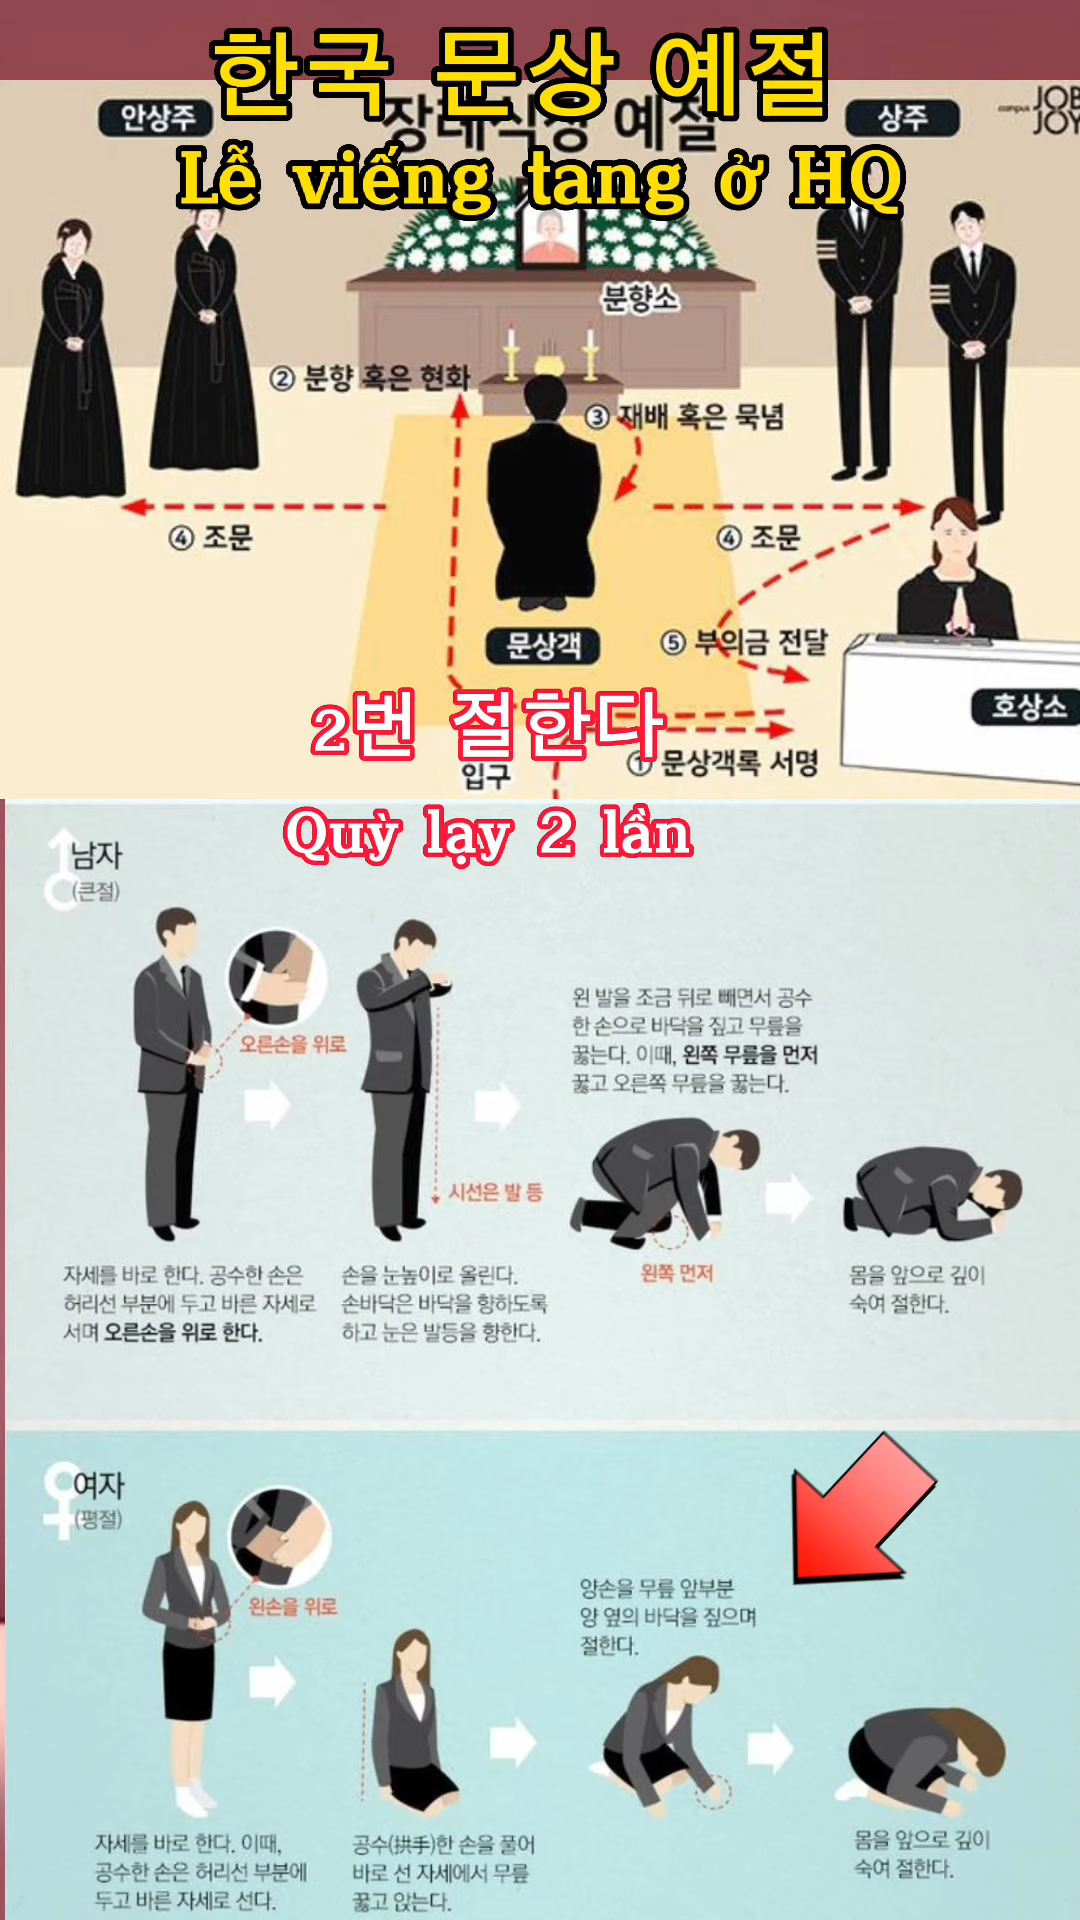 한국 문상 예절
안상주
장례식장 예절
상주
campus JOB
JOY
Lễ viếng tang ở HQ
분향소
② 분향 혹은 헌화
③ 재배 혹은 묵념
④ 조문
④ 조문
문상객
⑤ 부의금 전달
호상소
2번 절한다
① 문상객록 서명
입구
Quỳ lạy 2 lần
남자
(큰절)
오른손을 위로
왼 발을 조금 뒤로 빼면서 공수
한 손으로 바닥을 짚고 무릎을
꿇는다. 이때, 왼쪽 무릎을 먼저
꿇고 오른쪽 무릎을 꿇는다.
시선은 발 등
왼쪽 먼저
자세를 바로 한다. 공수한 손은
허리선 부분에 두고 바른 자세로
서며 오른손을 위로 한다.
손을 눈높이로 올린다.
손바닥은 바닥을 향하도록
하고 눈은 발등을 향한다.
몸을 앞으로 깊이
숙여 절한다.
여자
(평절)
왼손을 위로
양손을 무릎 앞부분
양 옆의 바닥을 짚으며
절한다.
자세를 바로 한다. 이때,
공수한 손은 허리선 부분에
두고 바른 자세로 선다.
공수(拱手)한 손을 풀어
바로 선 자세에서 무릎
꿇고 앉는다.
몸을 앞으로 깊이
숙여 절한다.